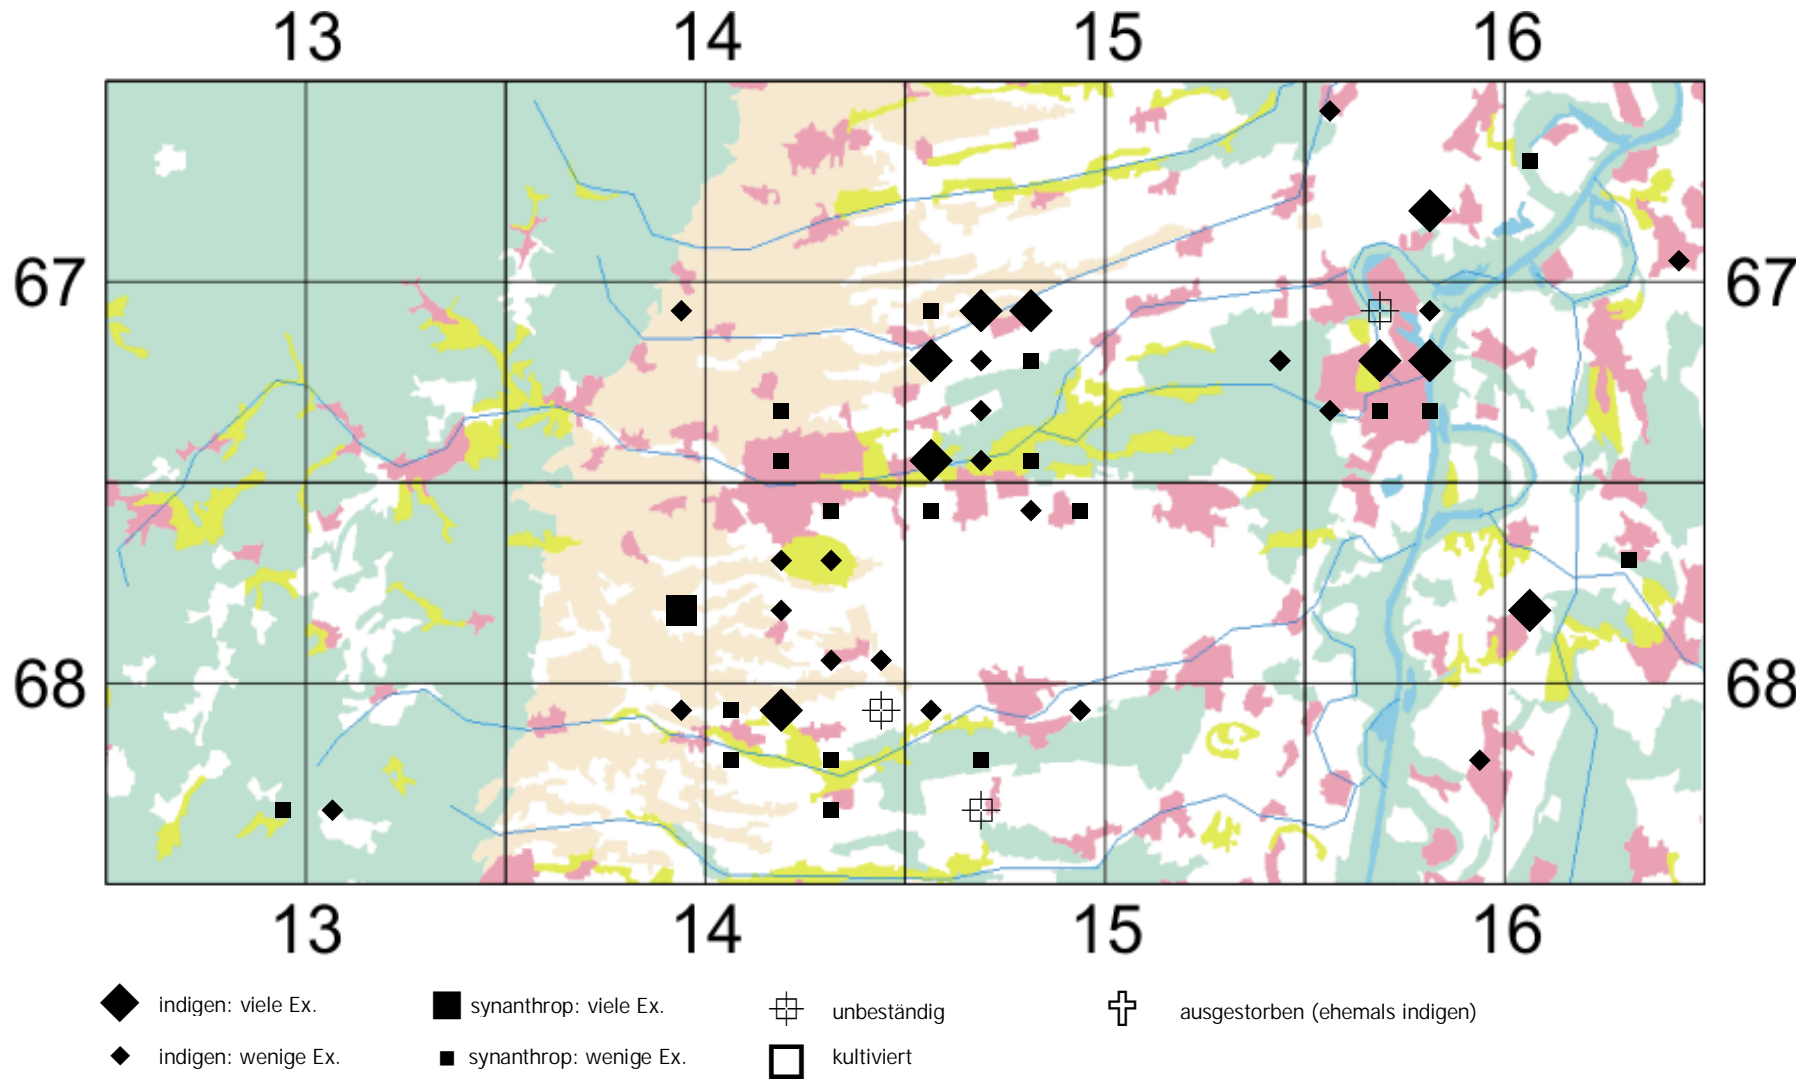 13 14 15 16
67 67
68 68
13 14 15 16
indigen: viele Ex. synanthrop: viele Ex. unbeständig ausgestorben (ehemals indigen)
indigen: wenige Ex. synanthrop: wenige Ex. kultiviert